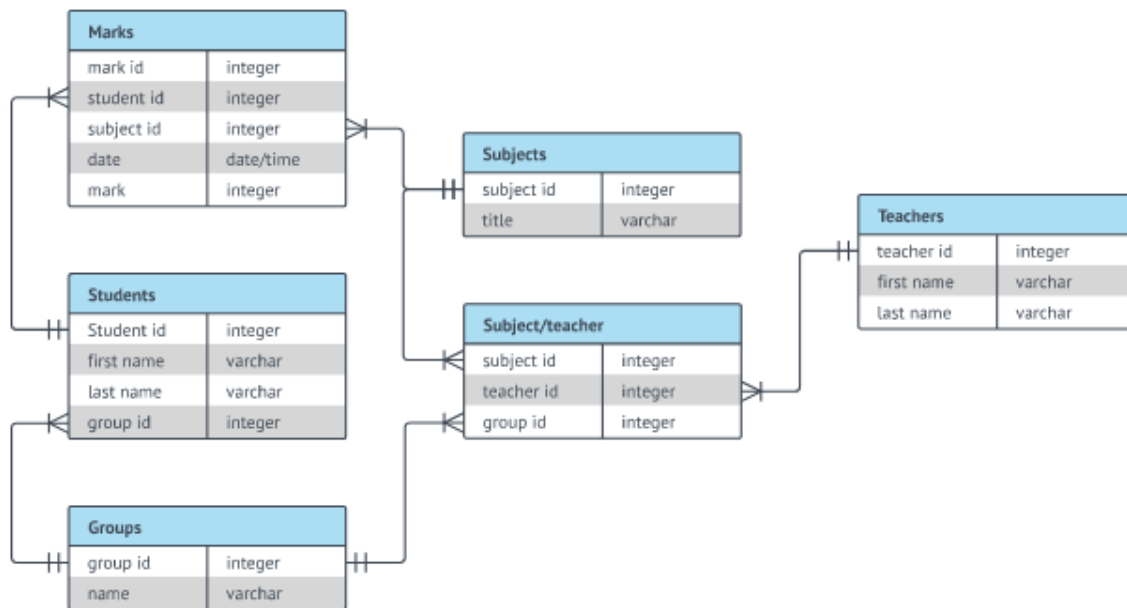 Marks
mark id integer
student id integer
subject id integer
date date/time
mark integer
Subjects
subject id integer
title varchar
Teachers
teacher id integer
first name varchar
last name varchar
Students
Student id integer
first name varchar
last name varchar
group id integer
Subject/teacher
subject id integer
teacher id integer
group id integer
Groups
group id integer
name varchar